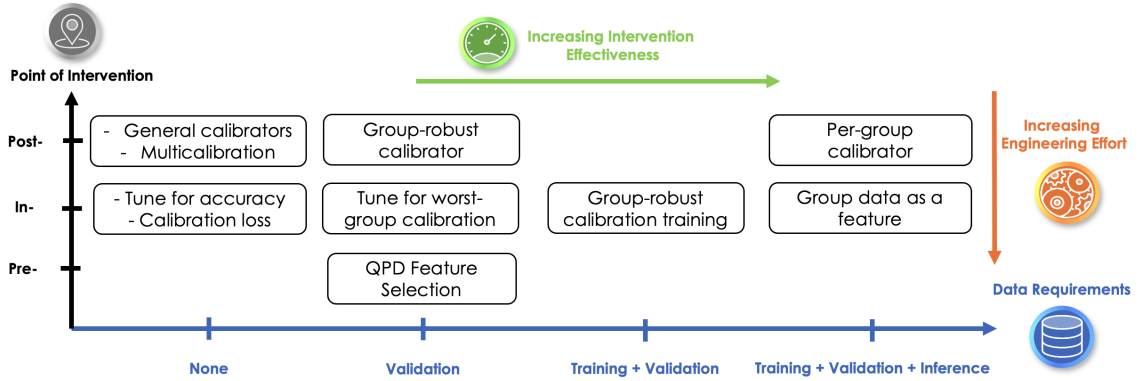 Increasing Intervention
Effectiveness
Point of Intervention
Post-
- General calibrators
- Multicalibration
Group-robust
calibrator
Per-group
calibrator
Increasing
Engineering Effort
In-
- Tune for accuracy
- Calibration loss
Tune for worst-
group calibration
Group-robust
calibration training
Group data as a
feature
Pre-
QPD Feature
Selection
Data Requirements
None
Validation
Training + Validation
Training + Validation + Inference